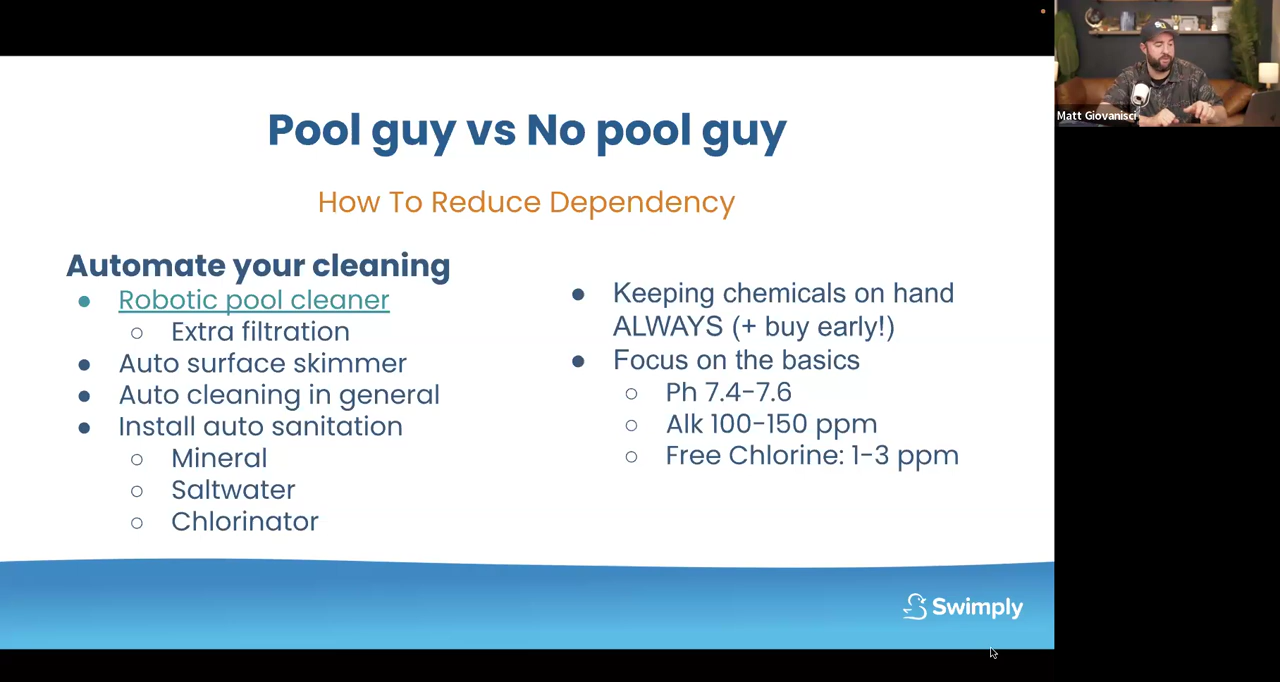 Pool guy vs No pool guy
How To Reduce Dependency
Automate your cleaning
Robotic pool cleaner
Extra filtration
Auto surface skimmer
Auto cleaning in general
Install auto sanitation
Mineral
Saltwater
Chlorinator
Keeping chemicals on hand
ALWAYS (+ buy early!)
Focus on the basics
Ph 7.4-7.6
Alk 100-150 ppm
Free Chlorine: 1-3 ppm
Swimply
Matt Giovanisci